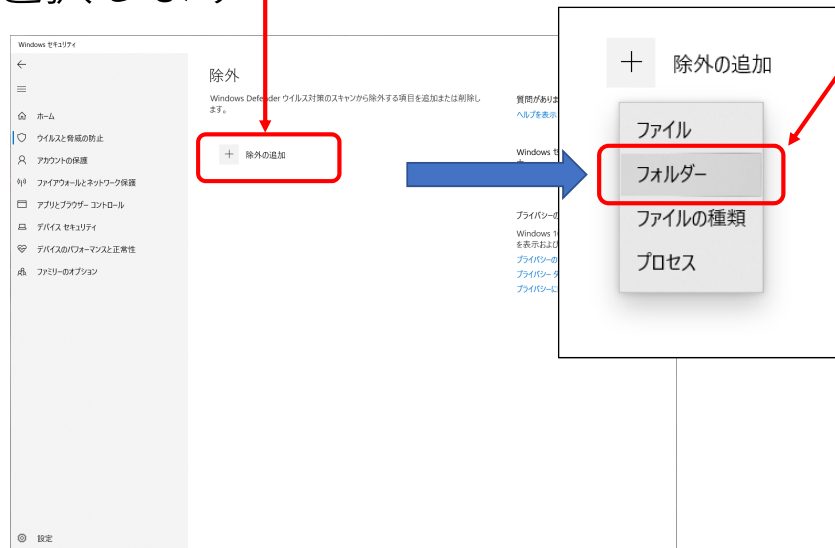 Windows セキュリティ
ホーム
ウイルスと脅威の防止
アカウントの保護
ファイアウォールとネットワーク保護
アプリとブラウザー コントロール
デバイス セキュリティ
デバイスのパフォーマンスと正常性
ファミリーのオプション
設定
除外
Windows Defender ウイルス対策のスキャンから除外する項目を追加または削除し
ます。
除外の追加
質問がありま
ヘルプを表示
Windows セ
プライバシーの
Windows 1
を表示および
プライバシーの
プライバシー
プライバシーに
除外の追加
ファイル
フォルダー
ファイルの種類
プロセス